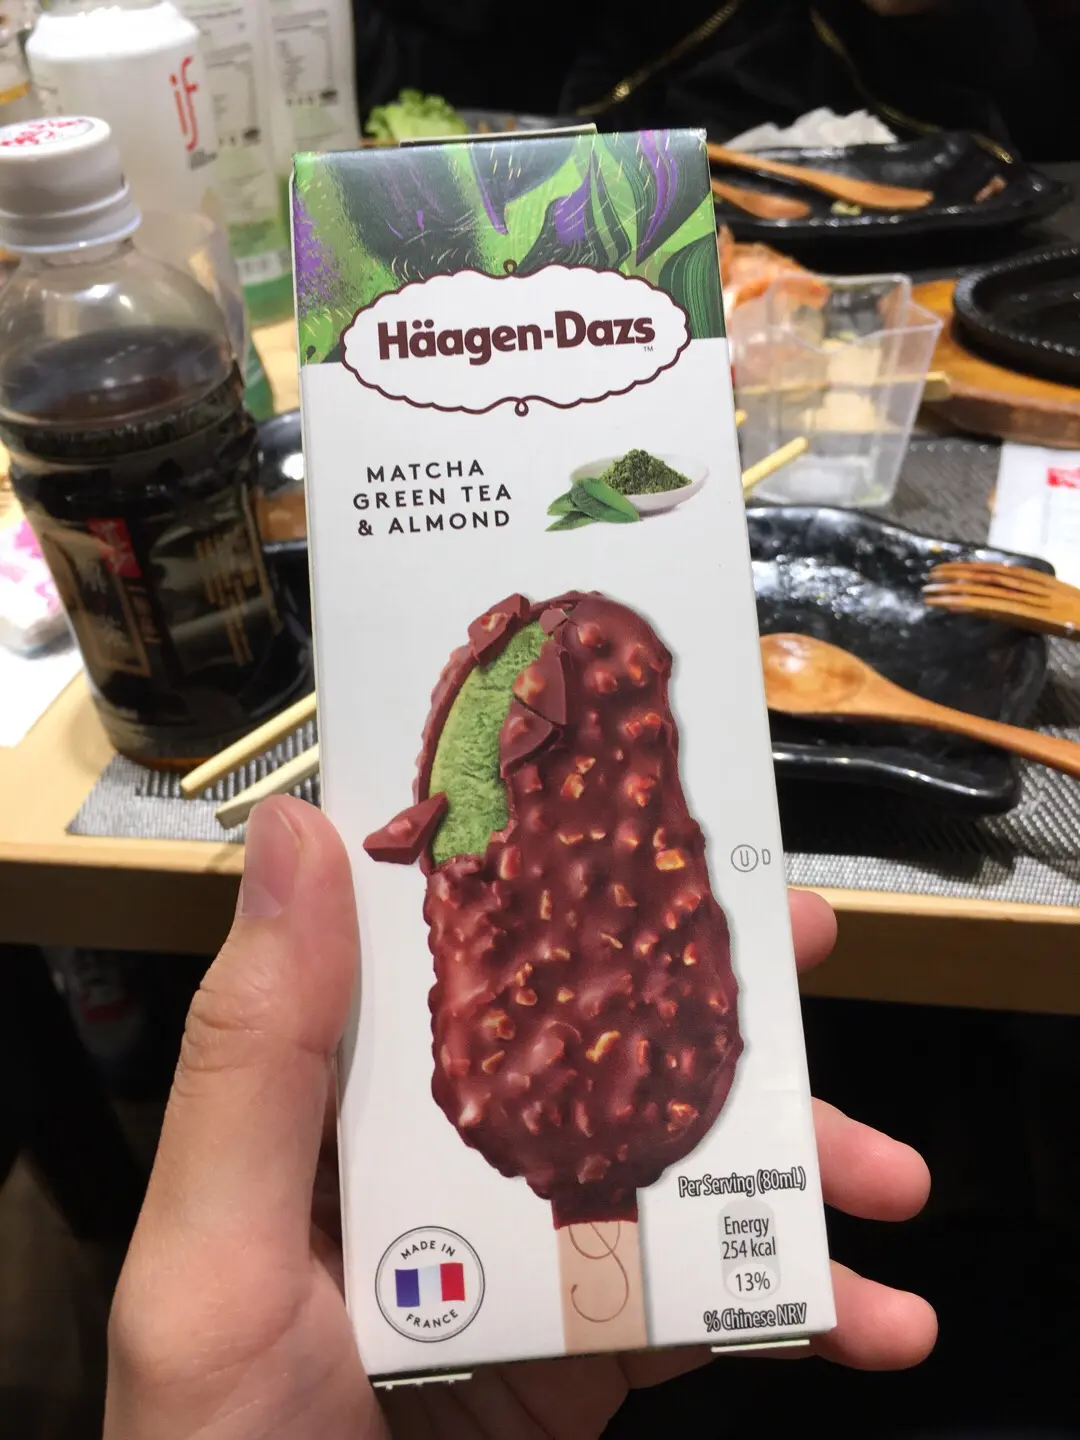 if
Häagen-Dazs
TM
MATCHA
GREEN TEA
& ALMOND
U D
Per Serving (80mL)
Energy
254 kcal
13%
% Chinese NRV
MADE IN
FRANCE